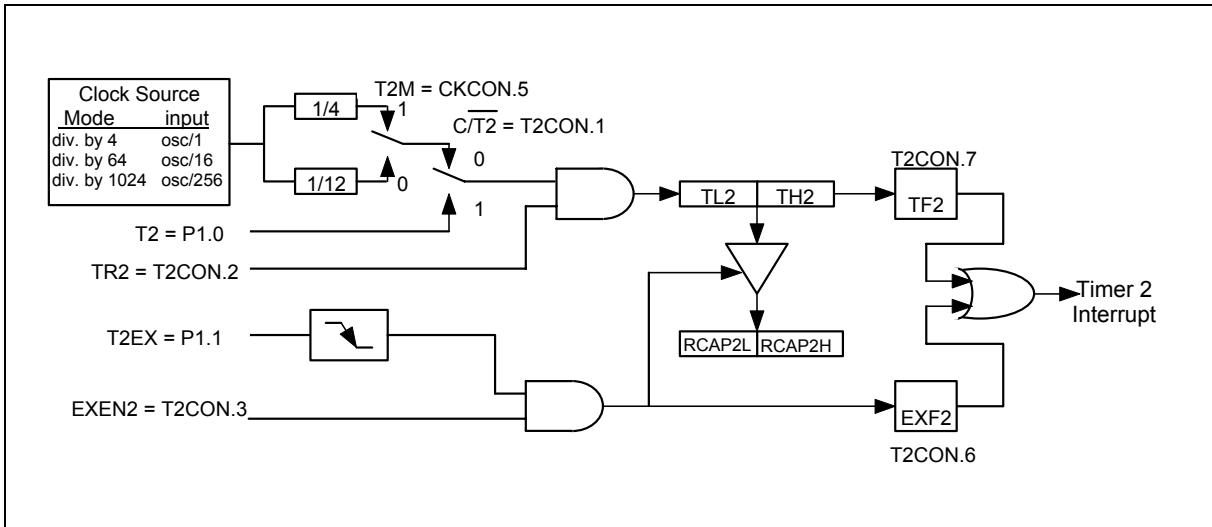 Clock Source
Mode input
div. by 4 osc/1
div. by 64 osc/16
div. by 1024 osc/256
1/4
1/12
T2M = CKCON.5
1
0
C/T2 = T2CON.1
0
1
T2 = P1.0
TR2 = T2CON.2
TL2 TH2
T2CON.7
TF2
Timer 2
Interrupt
T2EX = P1.1
RCAP2L RCAP2H
EXEN2 = T2CON.3
EXF2
T2CON.6